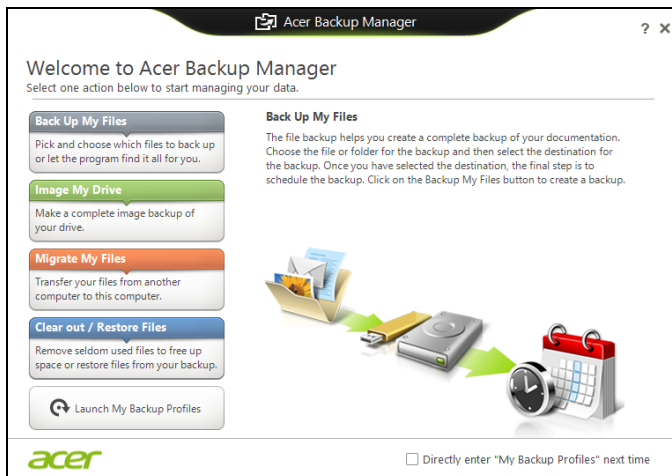 Acer Backup Manager
? X
Welcome to Acer Backup Manager
Select one action below to start managing your data.
Back Up My Files
Pick and choose which files to back up
or let the program find it all for you.
Image My Drive
Make a complete image backup of
your drive.
Migrate My Files
Transfer your files from another
computer to this computer.
Clear out / Restore Files
Remove seldom used files to free up
space or restore files from your backup.
Launch My Backup Profiles
Back Up My Files
The file backup helps you create a complete backup of your documentation.
Choose the file or folder for the backup and then select the destination for
the backup. Once you have selected the destination, the final step is to
schedule the backup. Click on the Backup My Files button to create a backup.
acer
Directly enter "My Backup Profiles" next time